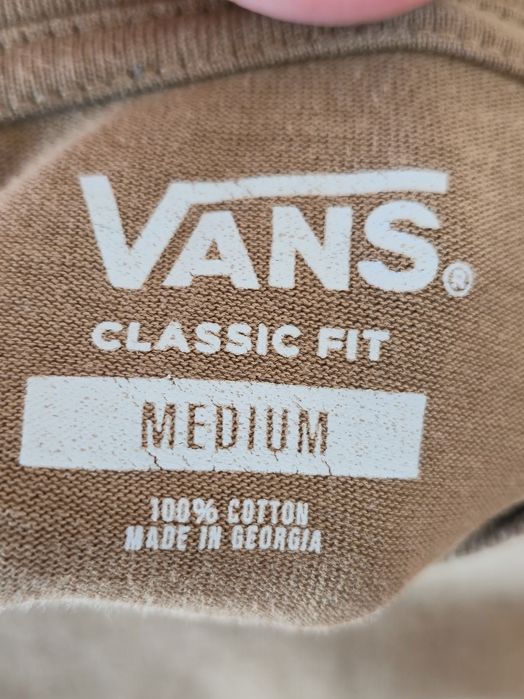 VANS®
CLASSIC FIT
MEDIUM
100% COTTON
MADE IN GEORGIA